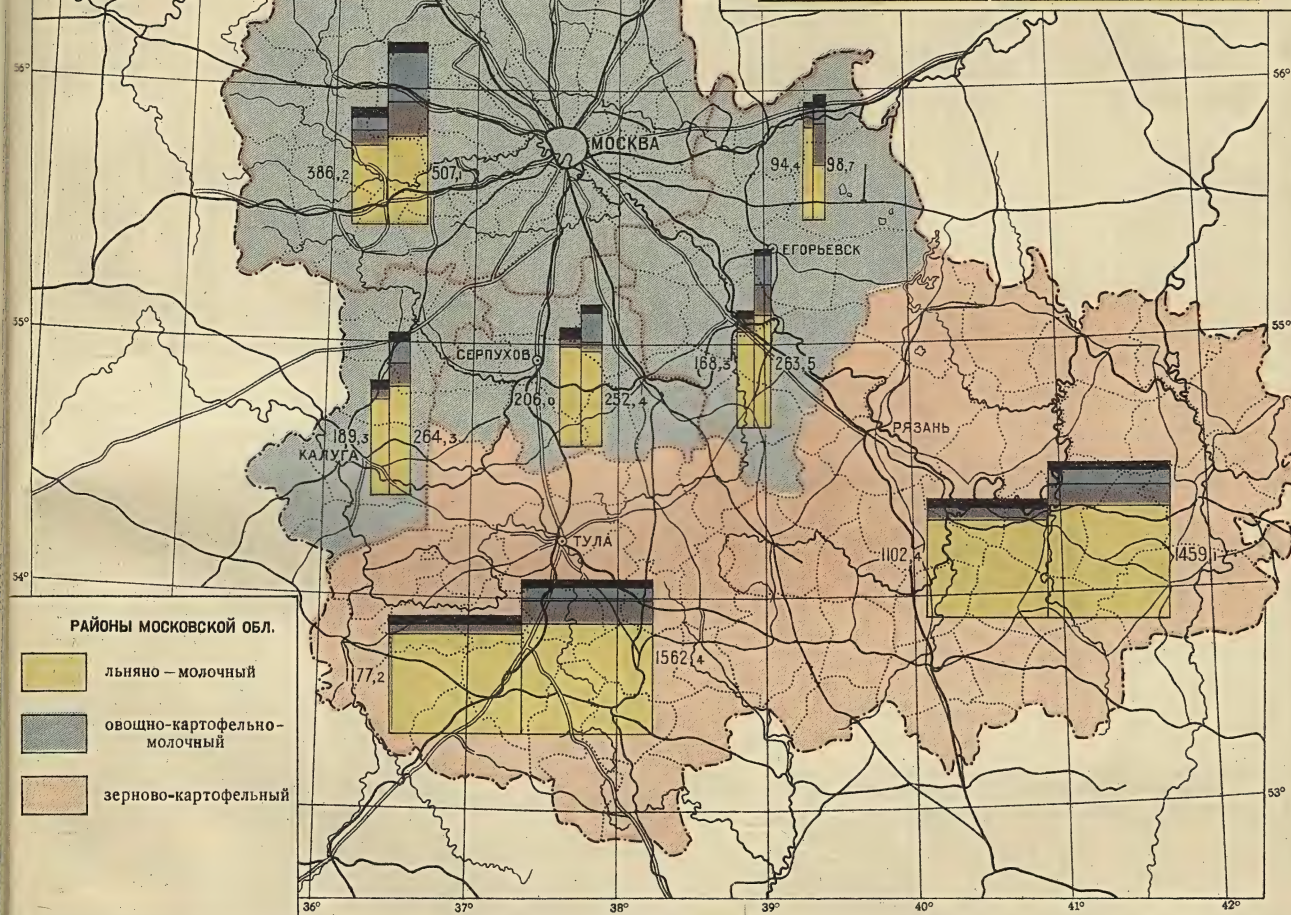 56°
56°
МОСКВА
386,2
507,1
94,4
98,7
ЕГОРЬЕВСК
55°
55°
СЕРПУХОВ
168,3
263,5
206,0
252,4
189,3
264,3
КАЛУГА
РЯЗАНЬ
ТУЛА
1102,4
1459,1
54°
РАЙОНЫ МОСКОВСКОЙ ОБЛ.
льняно – молочный
овощно-картофельно-
молочный
зерново-картофельный
1177,2
1562,4
53°
36°
37°
38°
39°
40°
41°
42°